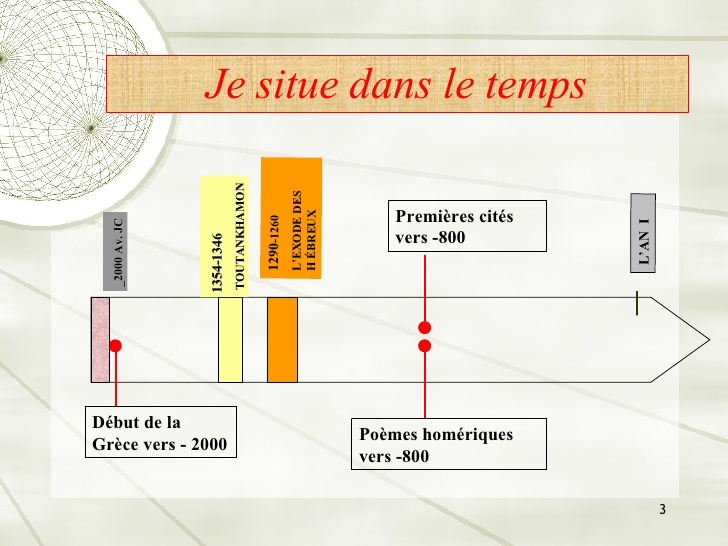 Je situe dans le temps
_2000 Av. JC
1354-1346
TOUTANKHAMON
1290-1260
L'EXODE DES
H ÉBREUX
Premières cités
vers -800
L'AN I
Début de la
Grèce vers - 2000
Poèmes homériques
vers -800
3